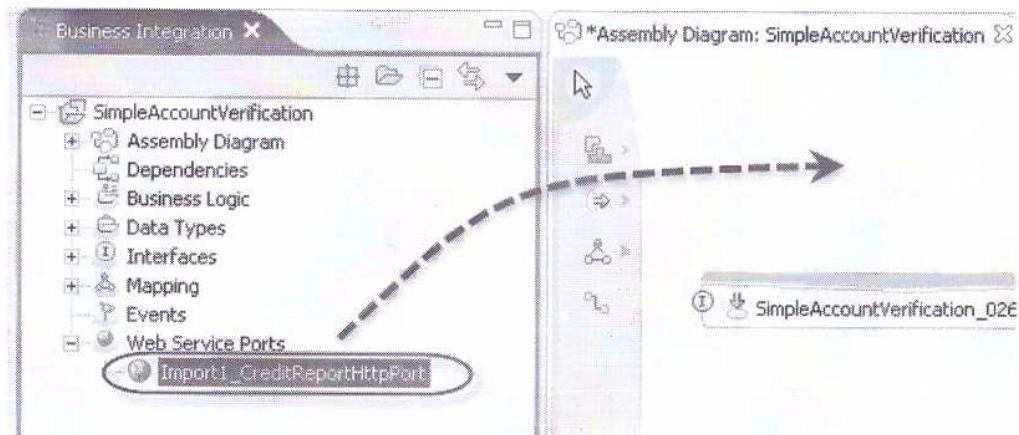 Business Integration
*Assembly Diagram: SimpleAccountVerification
SimpleAccountVerification
Assembly Diagram
Dependencies
Business Logic
Data Types
Interfaces
Mapping
Events
Web Service Ports
Import1_CreditReportHttpPort
SimpleAccountVerification_026